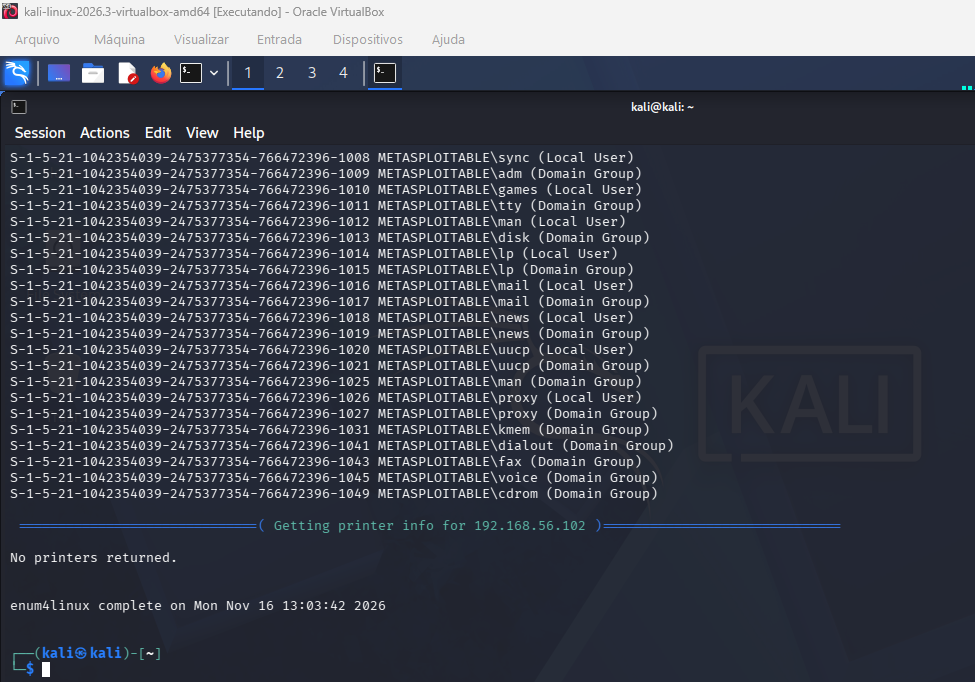 kali-linux-2026.3-virtualbox-amd64 [Executando] - Oracle VirtualBox
Arquivo Máquina Visualizar Entrada Dispositivos Ajuda
1 2 3 4
kali@kali: ~
Session Actions Edit View Help
S-1-5-21-1042354039-2475377354-766472396-1008 METASPLOITABLE\sync (Local User)
S-1-5-21-1042354039-2475377354-766472396-1009 METASPLOITABLE\adm (Domain Group)
S-1-5-21-1042354039-2475377354-766472396-1010 METASPLOITABLE\games (Local User)
S-1-5-21-1042354039-2475377354-766472396-1011 METASPLOITABLE\tty (Domain Group)
S-1-5-21-1042354039-2475377354-766472396-1012 METASPLOITABLE\man (Local User)
S-1-5-21-1042354039-2475377354-766472396-1013 METASPLOITABLE\disk (Domain Group)
S-1-5-21-1042354039-2475377354-766472396-1014 METASPLOITABLE\lp (Local User)
S-1-5-21-1042354039-2475377354-766472396-1015 METASPLOITABLE\lp (Domain Group)
S-1-5-21-1042354039-2475377354-766472396-1016 METASPLOITABLE\mail (Local User)
S-1-5-21-1042354039-2475377354-766472396-1017 METASPLOITABLE\mail (Domain Group)
S-1-5-21-1042354039-2475377354-766472396-1018 METASPLOITABLE\news (Local User)
S-1-5-21-1042354039-2475377354-766472396-1019 METASPLOITABLE\news (Domain Group)
S-1-5-21-1042354039-2475377354-766472396-1020 METASPLOITABLE\uucp (Local User)
S-1-5-21-1042354039-2475377354-766472396-1021 METASPLOITABLE\uucp (Domain Group)
S-1-5-21-1042354039-2475377354-766472396-1025 METASPLOITABLE\man (Domain Group)
S-1-5-21-1042354039-2475377354-766472396-1026 METASPLOITABLE\proxy (Local User)
S-1-5-21-1042354039-2475377354-766472396-1027 METASPLOITABLE\proxy (Domain Group)
S-1-5-21-1042354039-2475377354-766472396-1031 METASPLOITABLE\kmem (Domain Group)
S-1-5-21-1042354039-2475377354-766472396-1041 METASPLOITABLE\dialout (Domain Group)
S-1-5-21-1042354039-2475377354-766472396-1043 METASPLOITABLE\fax (Domain Group)
S-1-5-21-1042354039-2475377354-766472396-1045 METASPLOITABLE\voice (Domain Group)
S-1-5-21-1042354039-2475377354-766472396-1049 METASPLOITABLE\cdrom (Domain Group)
KALI
( Getting printer info for 192.168.56.102 )
No printers returned.
enum4linux complete on Mon Nov 16 13:03:42 2026
┌──(kali㉿kali)-[~]
└─$